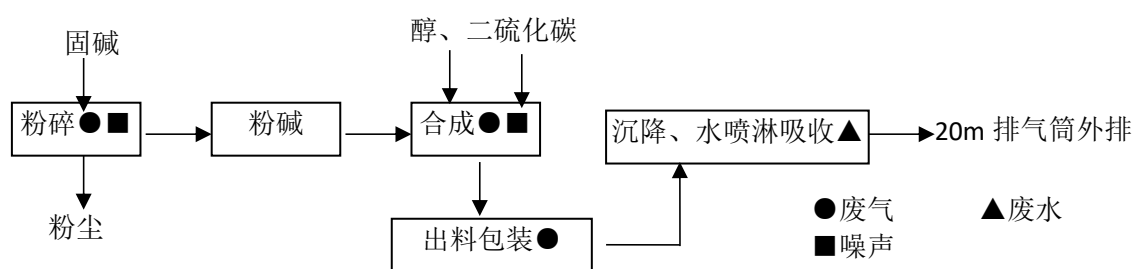 醇、二硫化碳
固碱
粉碎●■
粉碱
合成●■
沉降、水喷淋吸收▲
20m 排气筒外排
粉尘
出料包装●
●废气
▲废水
■噪声